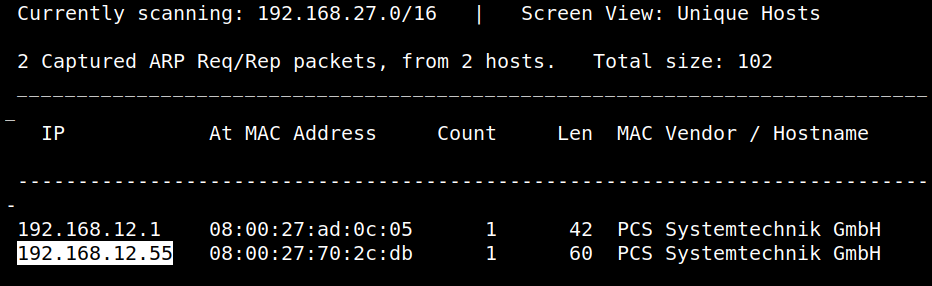 Currently scanning: 192.168.27.0/16   |   Screen View: Unique Hosts
2 Captured ARP Req/Rep packets, from 2 hosts.   Total size: 102
____________________________________________________________________________
_
IP            At MAC Address     Count     Len  MAC Vendor / Hostname
----------------------------------------------------------------------------
-
192.168.12.1    08:00:27:ad:0c:05      1      42  PCS Systemtechnik GmbH
192.168.12.55   08:00:27:70:2c:db      1      60  PCS Systemtechnik GmbH